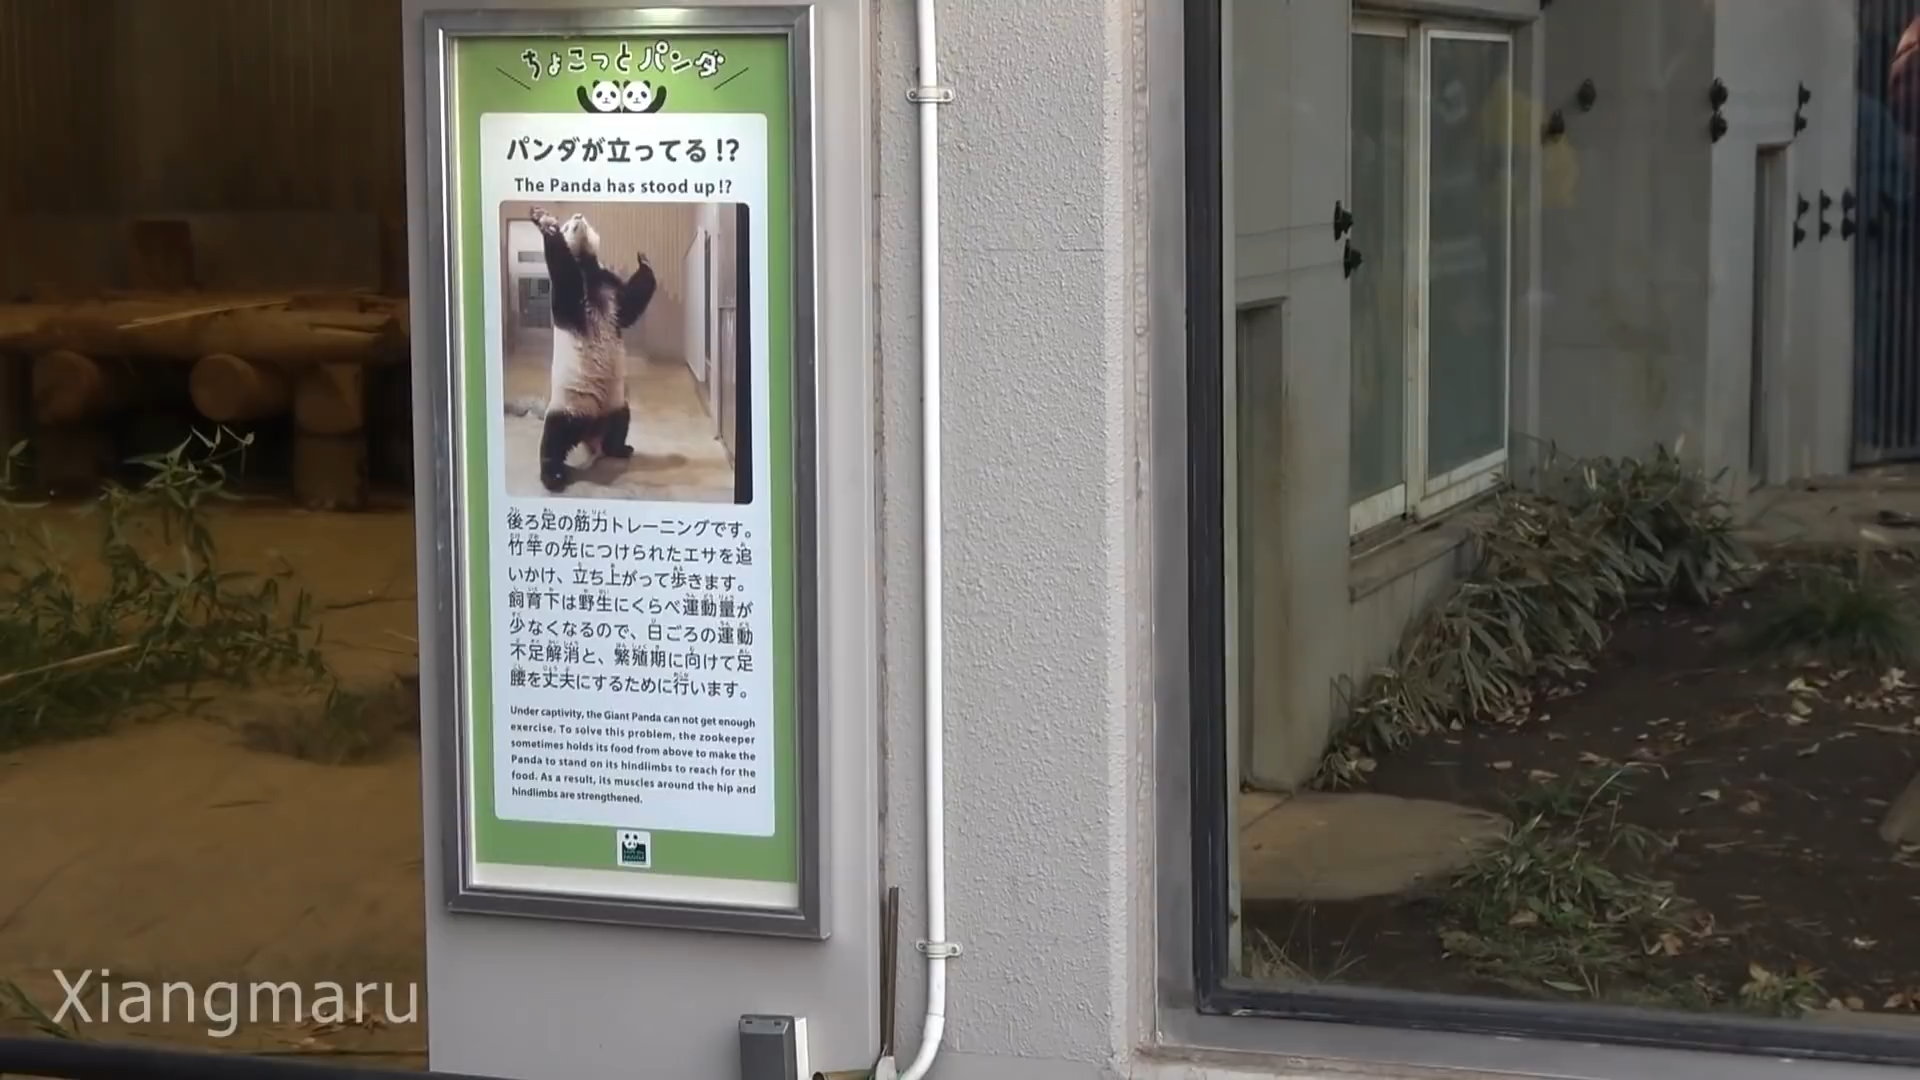 ちょこっとパンダ
パンダが立ってる!?
The Panda has stood up!?
後ろ足の筋力トレーニングです。
竹竿の先につけられたエサを追
いかけ、立ち上がって歩きます。
飼育下は野生にくらべ運動量が
少なくなるので、日ごろの運動
不足解消と、繁殖期に向けて足
腰を丈夫にするために行います。
Under captivity, the Giant Panda can not get enough
exercise. To solve this problem, the zookeeper
sometimes holds its food from above to make the
Panda to stand on its hindlimbs to reach for the
food. As a result, its muscles around the hip and
hindlimbs are strengthened.
Xiangmaru